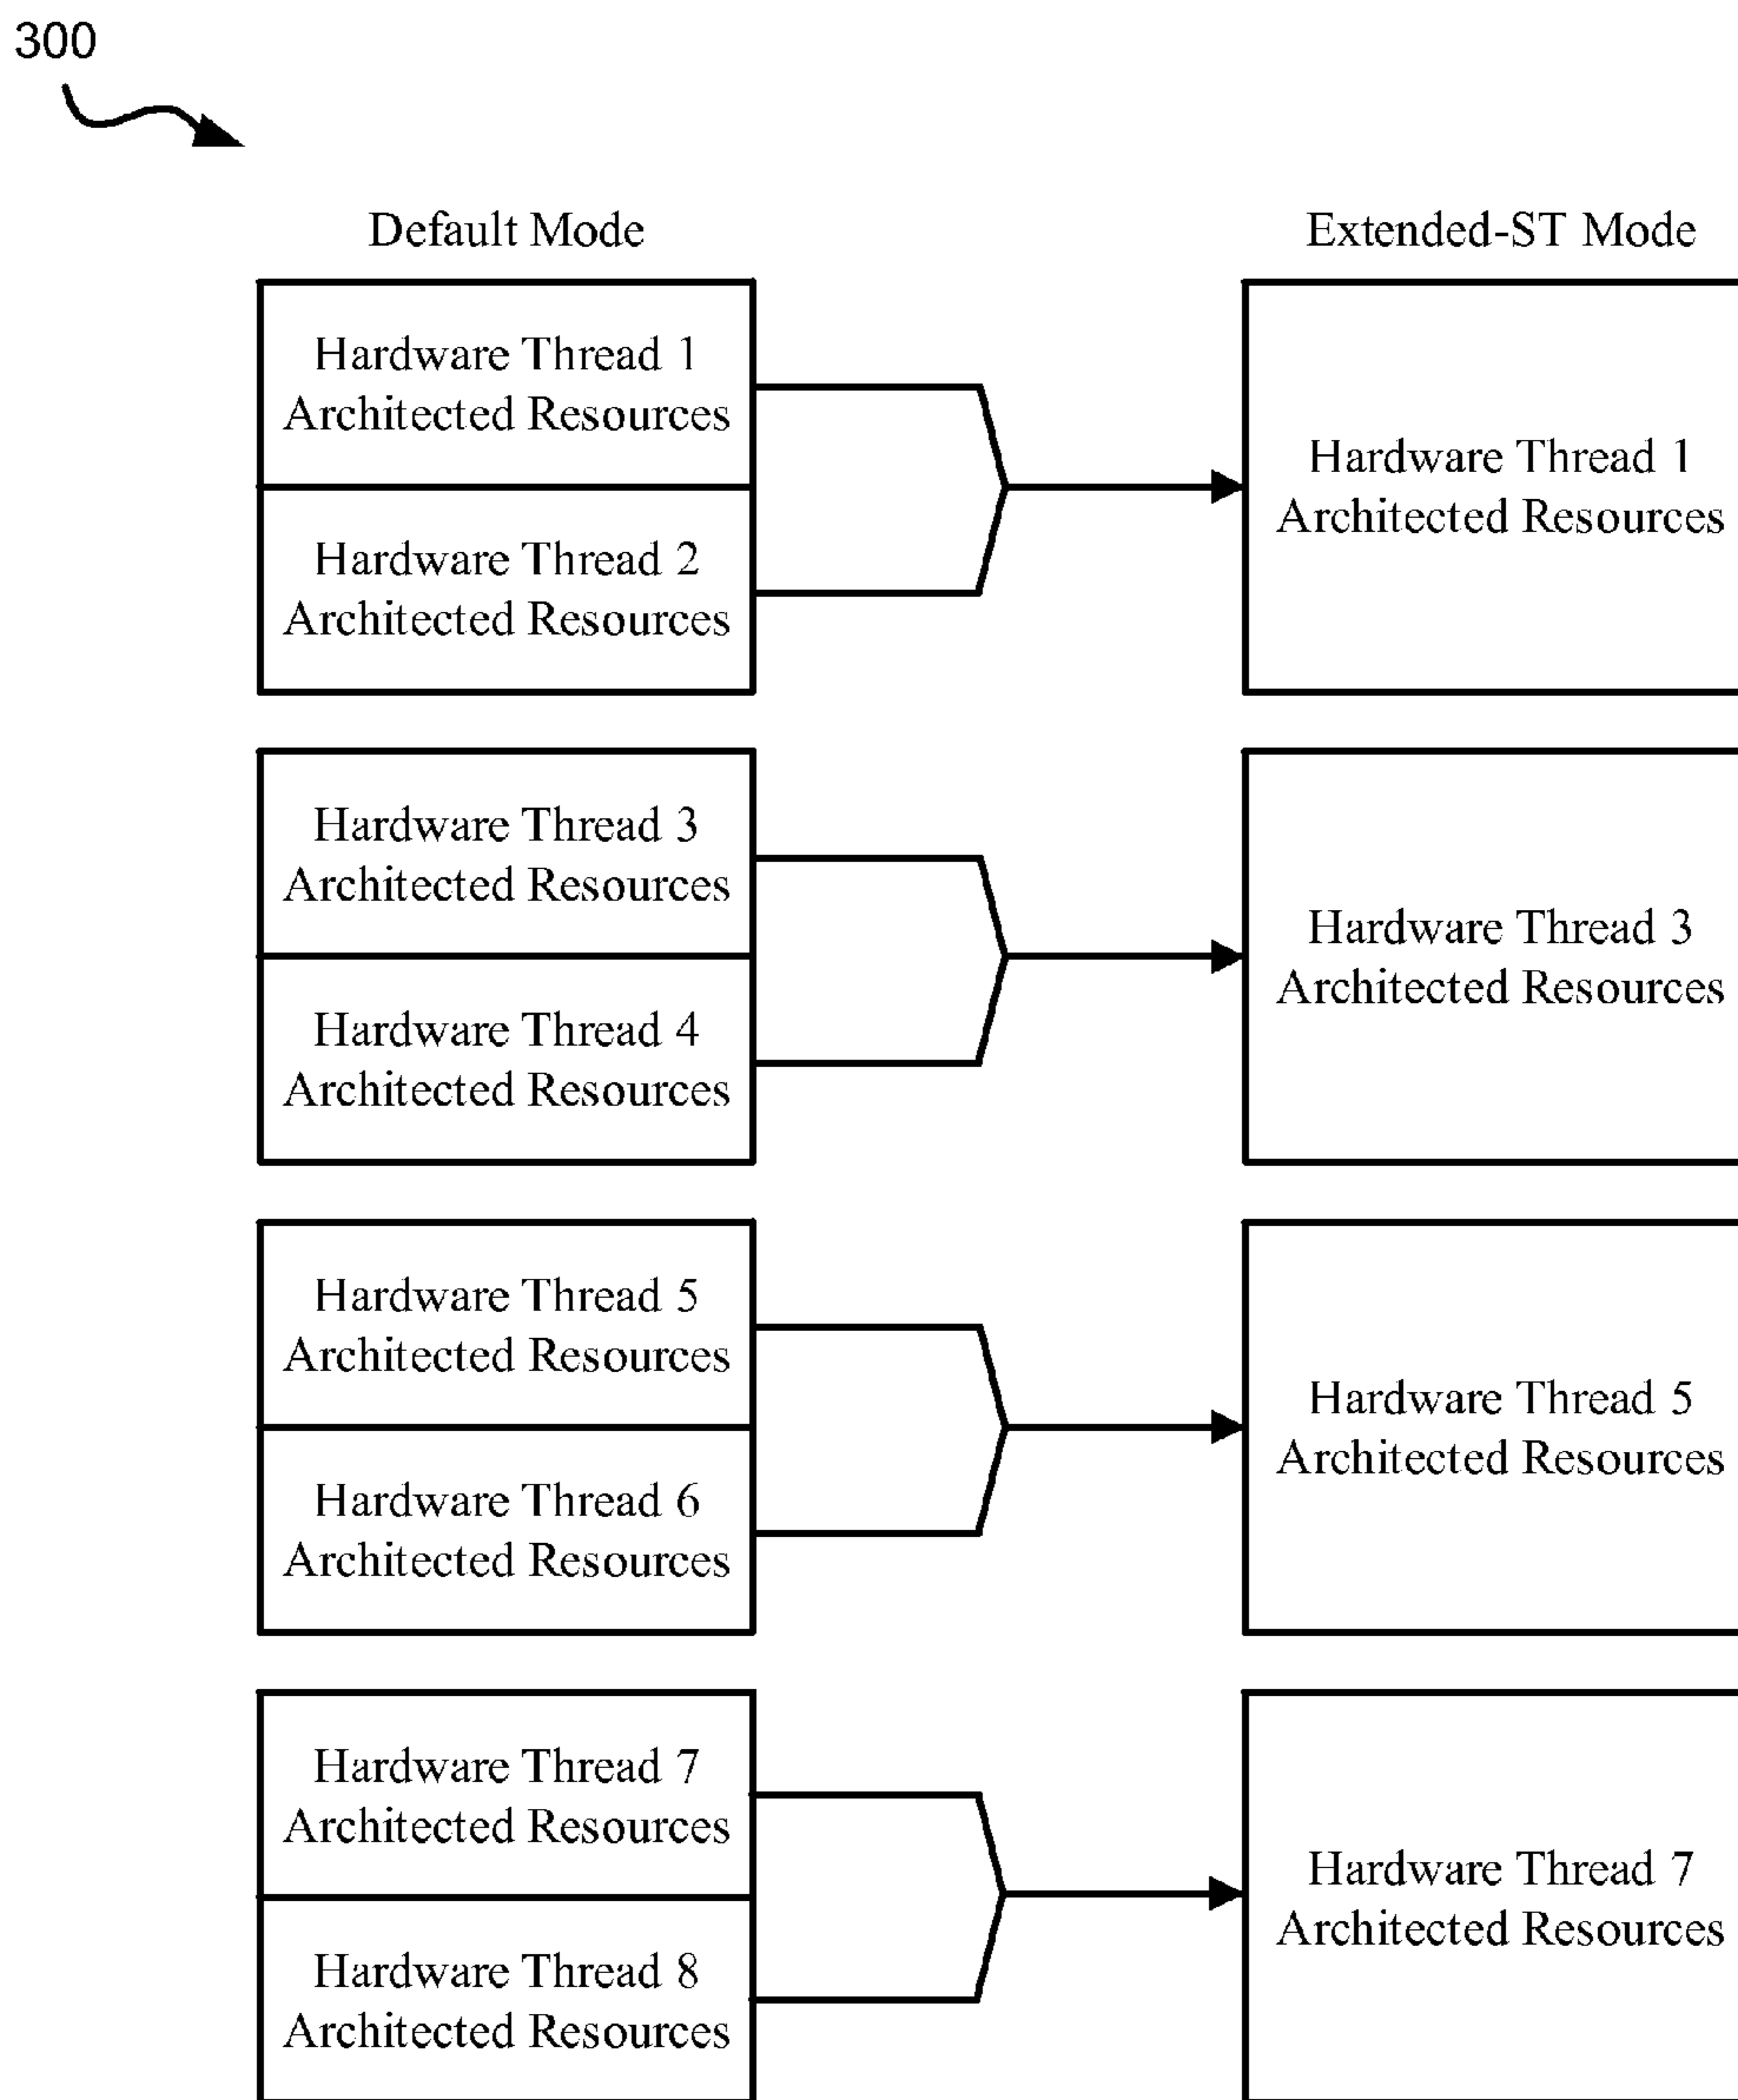 300
Default Mode
Extended-ST Mode
Hardware Thread 1
Architected Resources
Hardware Thread 2
Architected Resources
Hardware Thread 1
Architected Resources
Hardware Thread 3
Architected Resources
Hardware Thread 4
Architected Resources
Hardware Thread 3
Architected Resources
Hardware Thread 5
Architected Resources
Hardware Thread 6
Architected Resources
Hardware Thread 5
Architected Resources
Hardware Thread 7
Architected Resources
Hardware Thread 8
Architected Resources
Hardware Thread 7
Architected Resources